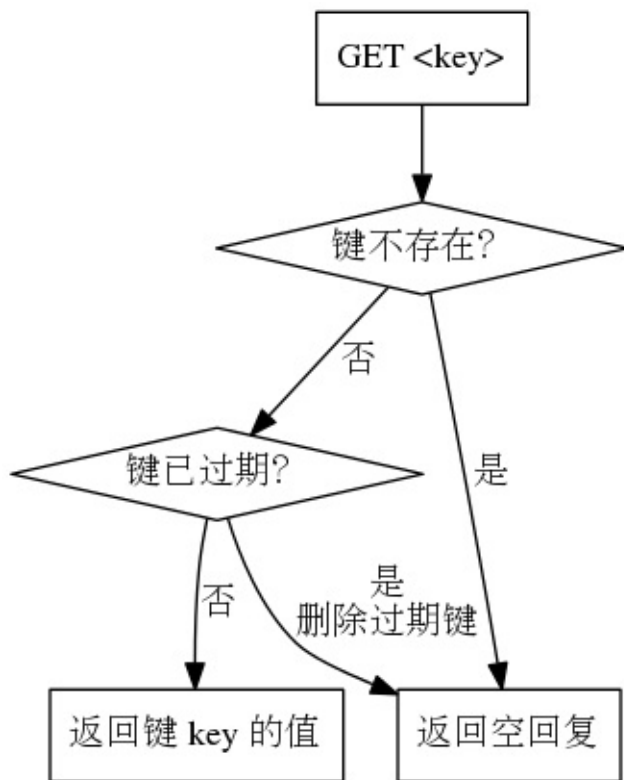 GET <key>
键不存在?
否
键已过期?
是
否
是
删除过期键
返回键 key 的值
返回空回复